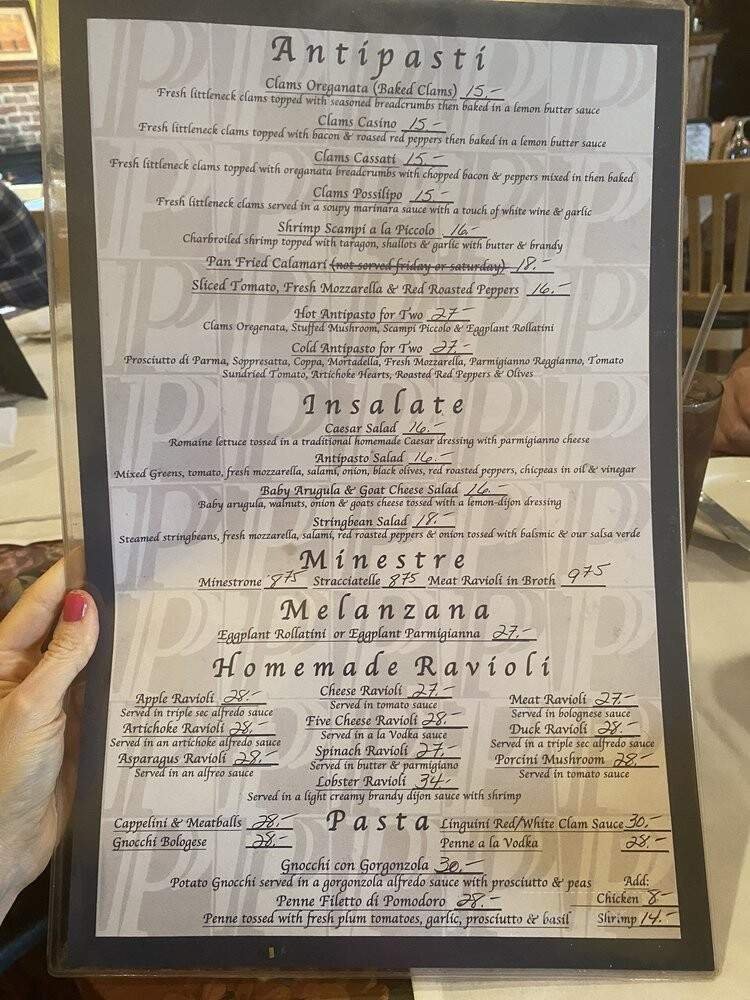 Antipasti
Clams Oreganata (Baked Clams) 15.-
Fresh littleneck clams topped with seasoned breadcrumbs then baked in a lemon butter sauce
Clams Casino 15.-
Fresh littleneck clams topped with bacon & roased red peppers then baked in a lemon butter sauce
Clams Cassati 15.-
Fresh littleneck clams topped with oreganata breadcrumbs with chopped bacon & peppers mixed in then baked
Clams Possilipo 15.-
Fresh littleneck clams served in a soupy marinara sauce with a touch of white wine & garlic
Shrimp Scampi a la Piccolo 16.-
Charbroiled shrimp topped with taragon, shallots & garlic with butter & brandy
Pan Fried Calamari (not served friday or saturday) 18.-
Sliced Tomato, Fresh Mozzarella & Red Roasted Peppers 16.-
Hot Antipasto for Two 27.-
Clams Oregenata, Stuffed Mushroom, Scampi Piccolo & Eggplant Rollatini
Cold Antipasto for Two 27.-
Prosciutto di Parma, Soppresatta, Coppa, Mortadella, Fresh Mozzarella, Parmigianno Reggianno, Tomato
Sundried Tomato, Artichoke Hearts, Roasted Red Peppers & Olives
Insalate
Caesar Salad 16.-
Romaine lettuce tossed in a traditional homemade Caesar dressing with parmigianno cheese
Antipasto Salad 16.-
Mixed Greens, tomato, fresh mozzarella, salami, onion, black olives, red roasted peppers, chicpeas in oil & vinegar
Baby Arugula & Goat Cheese Salad 16.-
Baby arugula, walnuts, onion & goats cheese tossed with a lemon-dijon dressing
Stringbean Salad 18.-
Steamed stringbeans, fresh mozzarella, salami, red roasted peppers & onion tossed with balsmic & our salsa verde
Minestre
Minestrone 875 Stracciatelle 875 Meat Ravioli in Broth 975
Melanzana
Eggplant Rollatini or Eggplant Parmigianna 27.-
Homemade Ravioli
Apple Ravioli 28.- Cheese Ravioli 27.- Meat Ravioli 27.-
Served in triple sec alfredo sauce Served in tomato sauce Served in bolognese sauce
Artichoke Ravioli 28.- Five Cheese Ravioli 28.- Duck Ravioli 28.-
Served in an artichoke alfredo sauce Served in a la Vodka sauce Served in a triple sec alfredo sauce
Asparagus Ravioli 28.- Spinach Ravioli 27.- Porcini Mushroom 28.-
Served in an alfreo sauce Served in butter & parmigiano Served in tomato sauce
Lobster Ravioli 34.-
Served in a light creamy brandy dijon sauce with shrimp
Cappelini & Meatballs 28.- Pasta Linguini Red/White Clam Sauce 30.-
Gnocchi Bologese 28.- Penne a la Vodka 28.-
Gnocchi con Gorgonzola 30.-
Potato Gnocchi served in a gorgonzola alfredo sauce with prosciutto & peas Add:
Penne Filetto di Pomodoro 28.- Chicken 8-
Penne tossed with fresh plum tomatoes, garlic, prosciutto & basil Shrimp 14.-